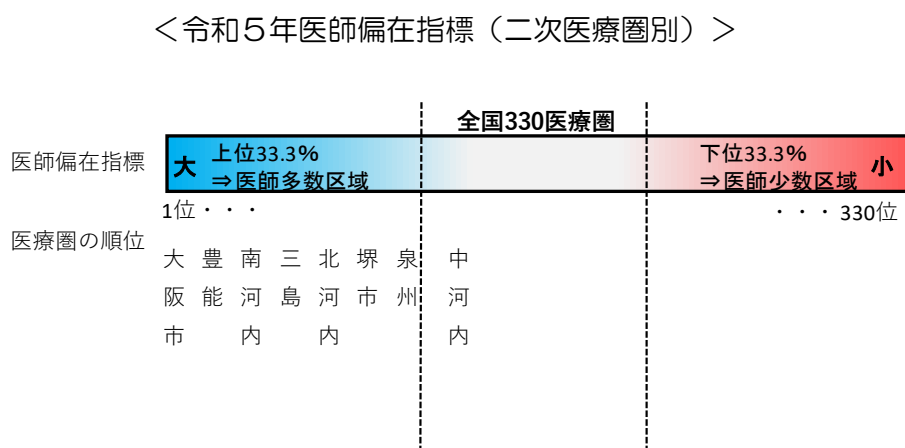 ＜令和５年医師偏在指標（二次医療圏別）＞
全国330医療圏
医師偏在指標
大
上位33.3%
⇒医師多数区域
下位33.3%
⇒医師少数区域
小
1位・・・
・・・330位
医療圏の順位
大阪市
豊能
南河内
三島
北河内
堺市
泉州
中河内